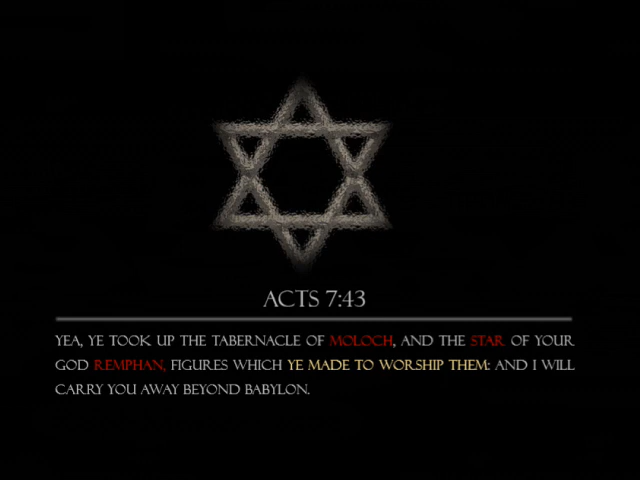 ACTS 7:43
YEA, YE TOOK UP THE TABERNACLE OF MOLOCH, AND THE STAR OF YOUR
GOD REMPHAN, FIGURES WHICH YE MADE TO WORSHIP THEM: AND I WILL
CARRY YOU AWAY BEYOND BABYLON.